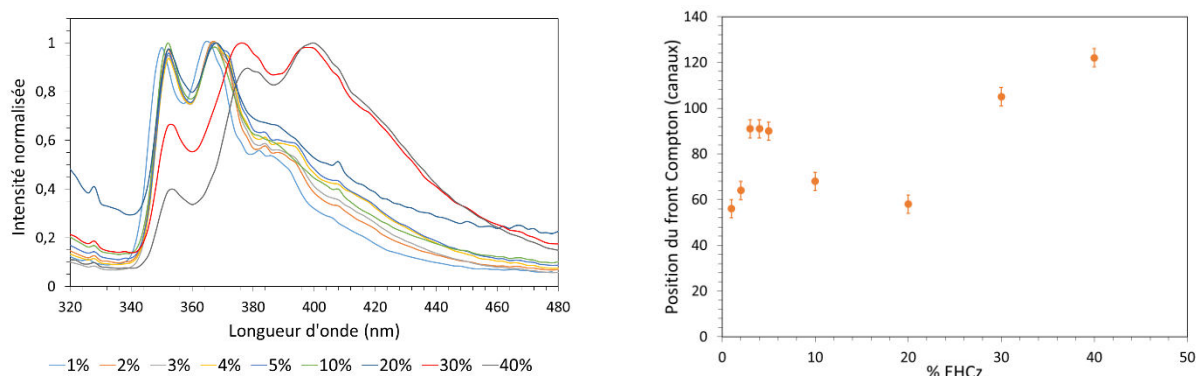 Intensité normalisée
1
0,8
0,6
0,4
0,2
0
320 340 360 380 400 420 440 460 480
Longueur d'onde (nm)
1% 2% 3% 4% 5% 10% 20% 30% 40%
Position du front Compton (canaux)
140
120
100
80
60
40
20
0
0 10 20 30 40 50
% EHCz